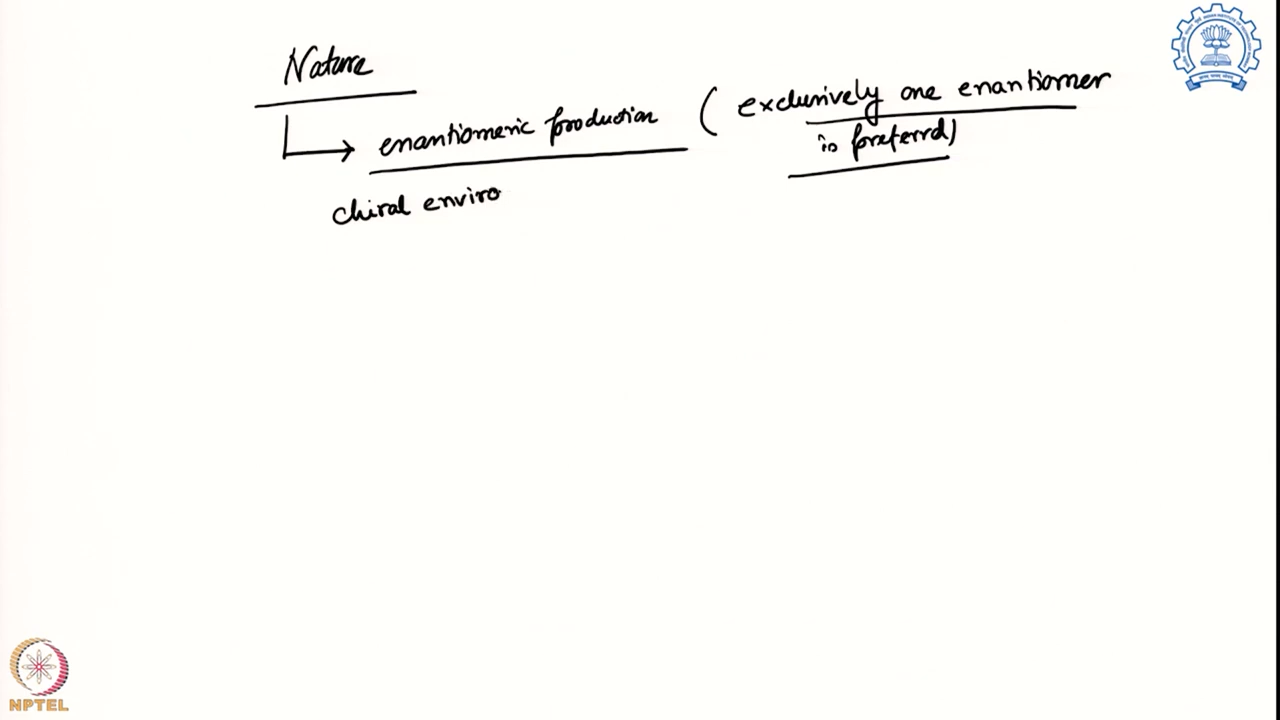 Nature
enantiomeric production ( exclusively one enantiomer
is preferrd)
chiral enviro
NPTEL